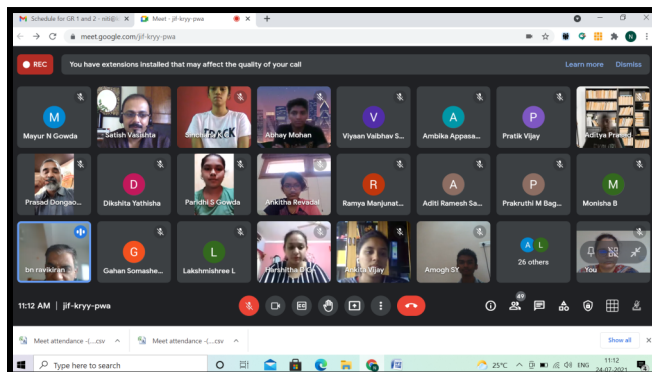 Schedule for GR 1 and 2 - niti@i
Meet - jif-kryy-pwa
meet.google.com/jif-kryy-pwa
N
REC
You have extensions installed that may affect the quality of your call
Learn more
Dismiss
M
V
A
P
Mayur N Gowda
Satish Vasishta
Sinchana K
Abhay Mohan
Viyaan Vaibhav S...
Ambika Appasa...
Pratik Vijay
Aditya Prasad
D
R
A
P
M
Prasad Dongao...
Dikshita Yathisha
Paridhi S Gowda
Ankitha Revadal
Ramya Manjunat...
Aditi Ramesh Sa...
Prakruthi M Bag...
Monisha B
G
L
A L
bn ravikiran
Gahan Somashe...
Lakshmishree L
Harshitha D G
Ankita Vijay
Amogh SY
26 others
You
11:12 AM | jif-kryy-pwa
49
Meet attendance -(....csv
Meet attendance -(....csv
Show all
Type here to search
25°C
ENG
11:12
24-07-2021